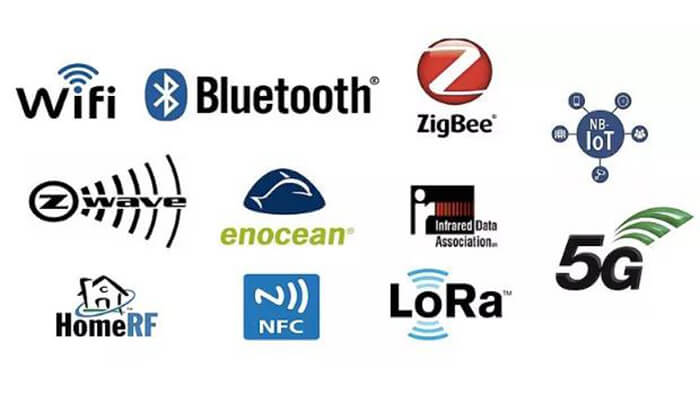 Wifi
Bluetooth®
ZigBee®
NB-
IoT
Z wave
enocean®
Infrared Data
Association
5G
HomeRF
NFC
LoRa™